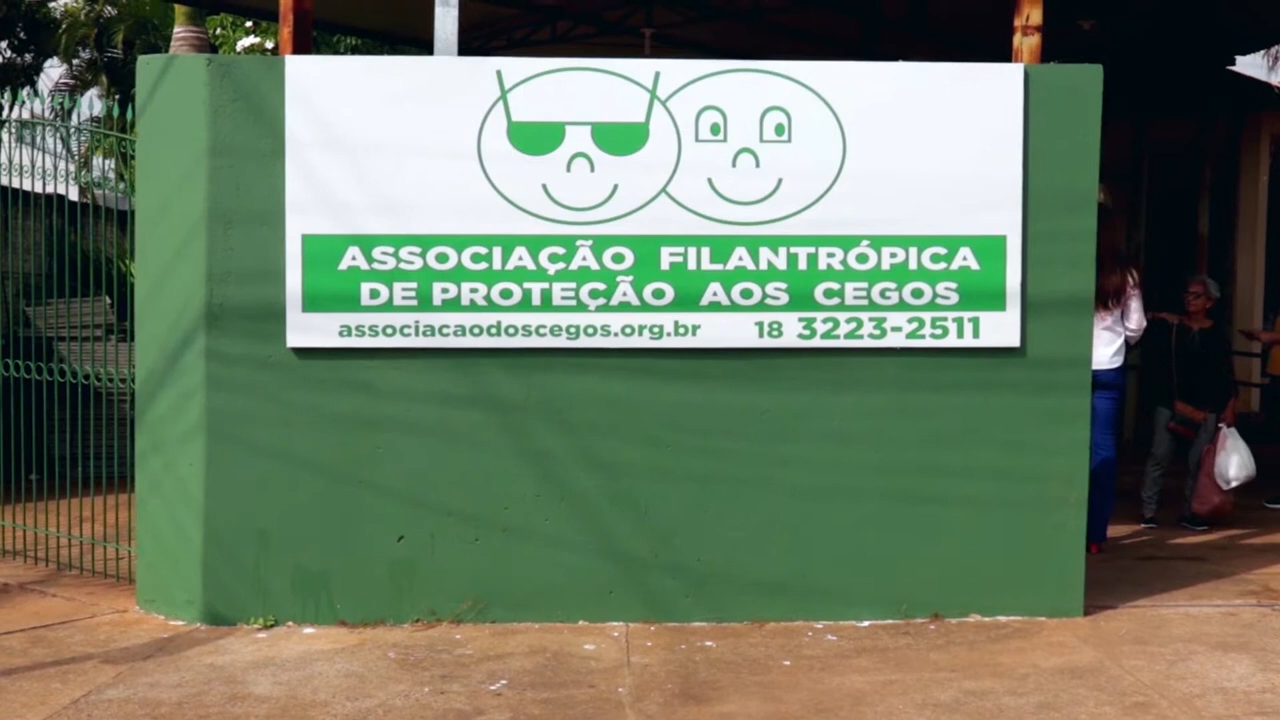 ASSOCIAÇÃO FILANTRÓPICA
DE PROTEÇÃO AOS CEGOS
associacaodoscegos.org.br 18 3223-2511